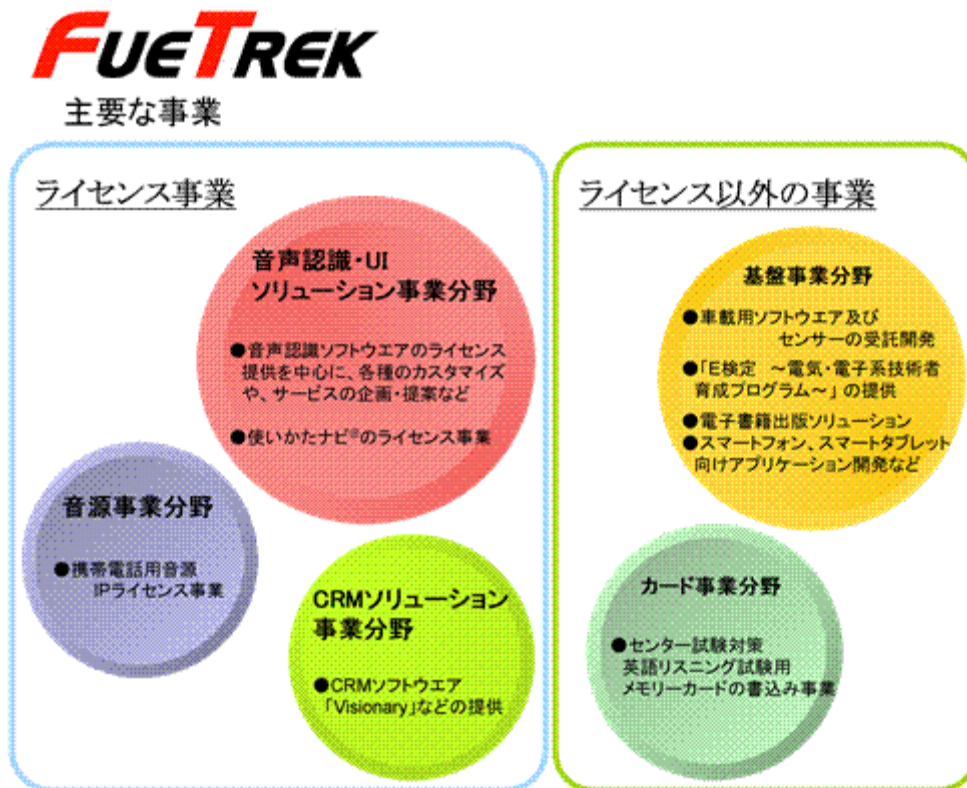 FUETREK
主要な事業
ライセンス事業
音声認識・UI
ソリューション事業分野
●音声認識ソフトウエアのライセンス
提供を中心に、各種のカスタマイズ
や、サービスの企画・提案など
●使いかたナビ®のライセンス事業
音源事業分野
●携帯電話用音源
IPライセンス事業
CRMソリューション
事業分野
●CRMソフトウエア
「Visionary」などの提供
ライセンス以外の事業
基盤事業分野
●車載用ソフトウエア及び
センサーの受託開発
●「E検定　～電気・電子系技術者
育成プログラム～」の提供
●電子書籍出版ソリューション
●スマートフォン、スマートタブレット
向けアプリケーション開発など
カード事業分野
●センター試験対策
英語リスニング試験用
メモリーカードの書込み事業